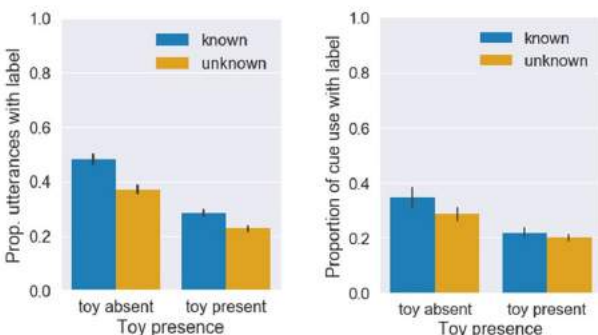 Prop. utterances with label
1.0
0.8
0.6
0.4
0.2
0.0
known
unknown
toy absent toy present
Toy presence
Proportion of cue use with label
1.0
0.8
0.6
0.4
0.2
0.0
known
unknown
toy absent toy present
Toy presence